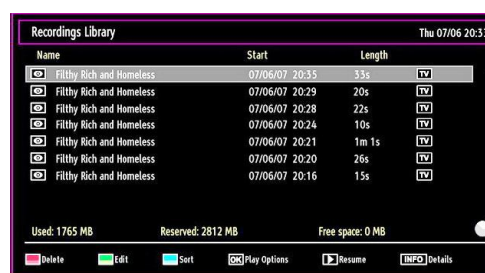 Recordings Library Thu 07/06 20:3
Name Start Length
Filthy Rich and Homeless 07/06/07 20:35 33s TV
Filthy Rich and Homeless 07/06/07 20:29 20s TV
Filthy Rich and Homeless 07/06/07 20:28 22s TV
Filthy Rich and Homeless 07/06/07 20:24 10s TV
Filthy Rich and Homeless 07/06/07 20:21 1m 1s TV
Filthy Rich and Homeless 07/06/07 20:20 26s TV
Filthy Rich and Homeless 07/06/07 20:16 15s TV
Used: 1765 MB Reserved: 2812 MB Free space: 0 MB
Delete Edit Sort OK Play Options Resume INFO Details